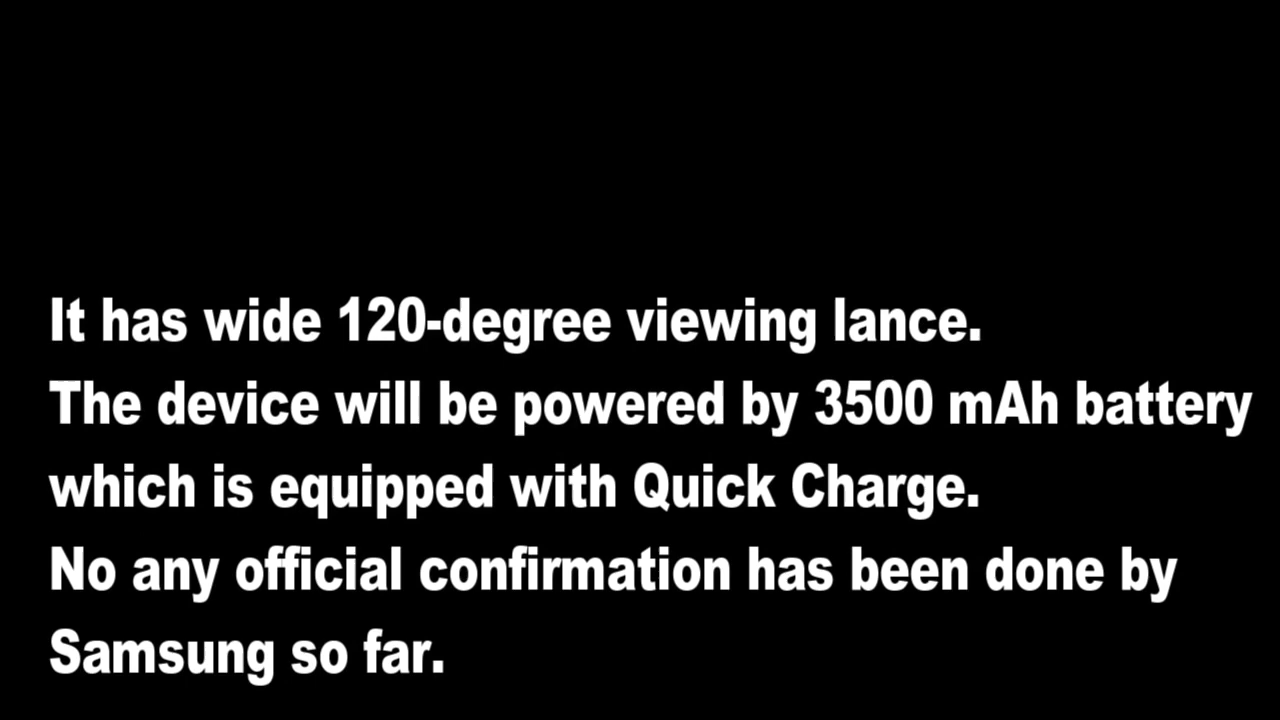 It has wide 120-degree viewing lance.
The device will be powered by 3500 mAh battery
which is equipped with Quick Charge.
No any official confirmation has been done by
Samsung so far.